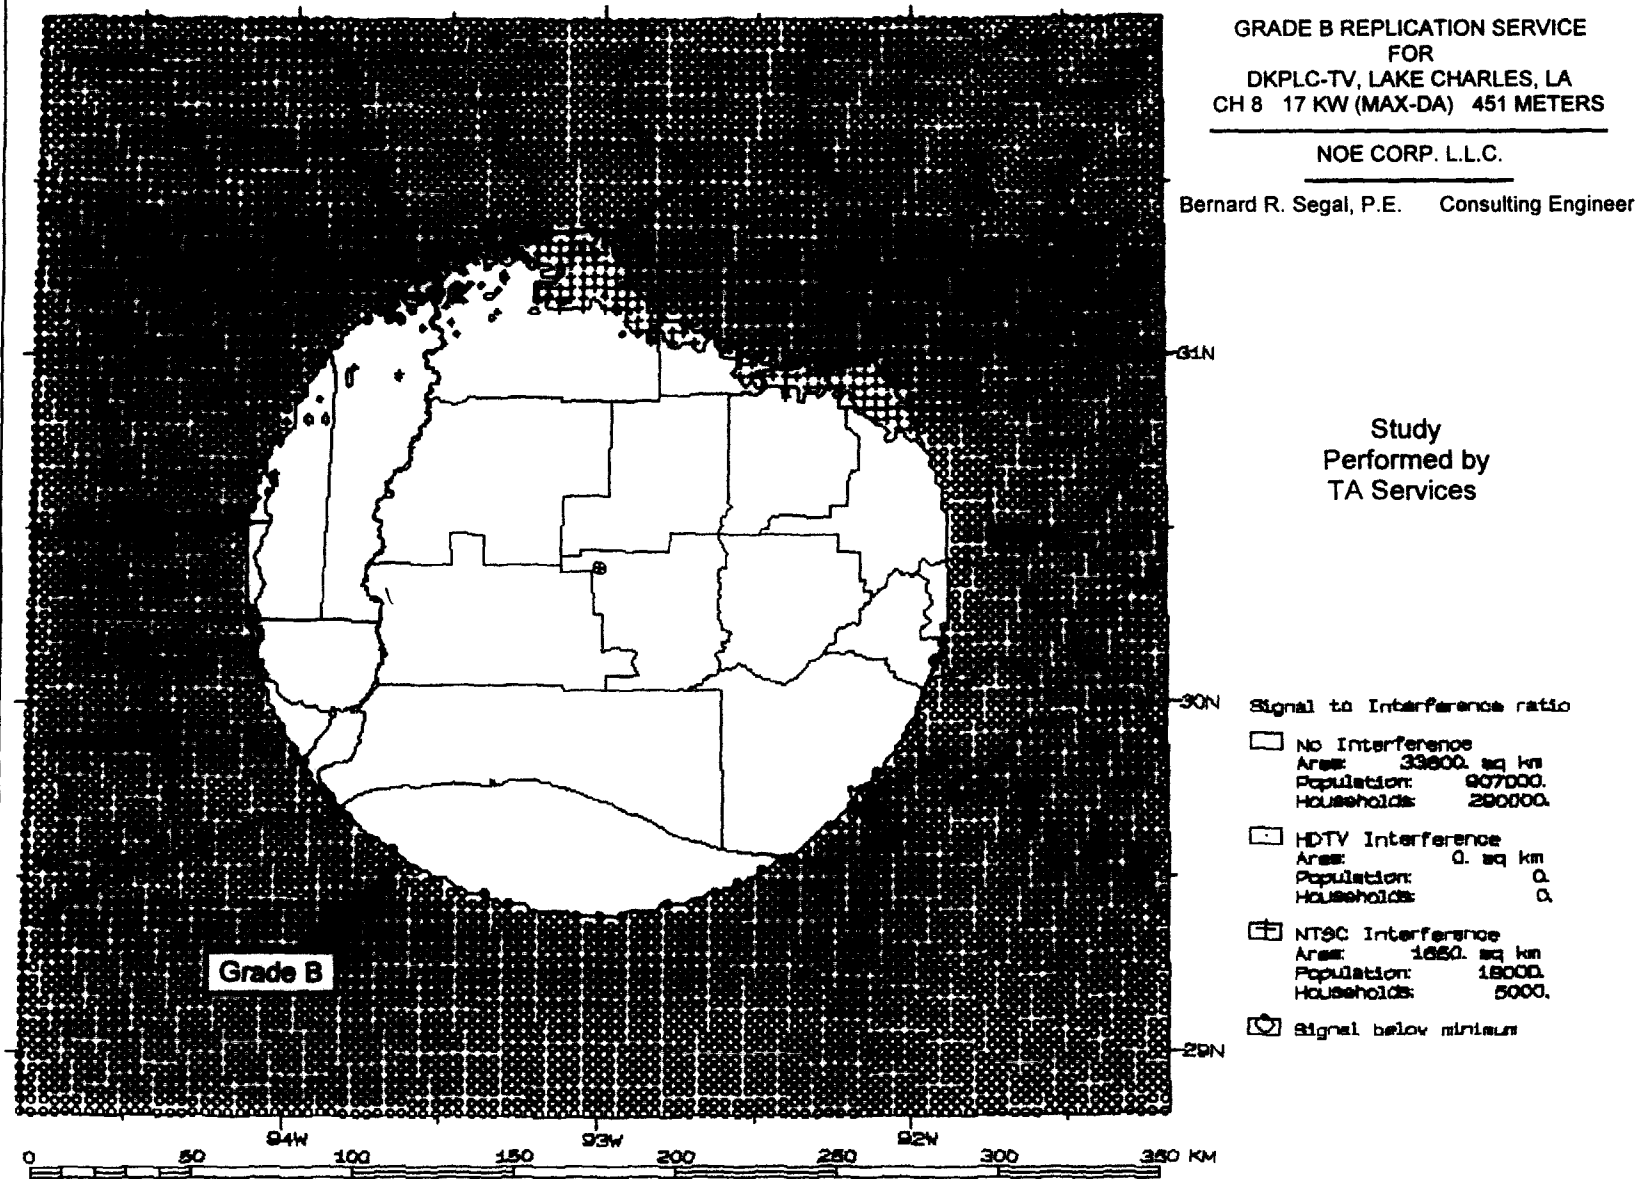 GRADE B REPLICATION SERVICE
FOR
DKPLC-TV, LAKE CHARLES, LA
CH 8 17 KW (MAX-DA) 451 METERS
NOE CORP. L.L.C.
Bernard R. Segal, P.E. Consulting Engineer
31N
Study
Performed by
TA Services
30N
Signal to Interference ratio
No Interference
Area: 33600. sq km
Population: 907000.
Households: 290000.
HDTV Interference
Area: 0. sq km
Population: 0.
Households: 0.
NTSC Interference
Area: 1650. sq km
Population: 18000.
Households: 5000.
Signal below minimum
Grade B
29N
94W 93W 92W
0 50 100 150 200 250 300 350 KM